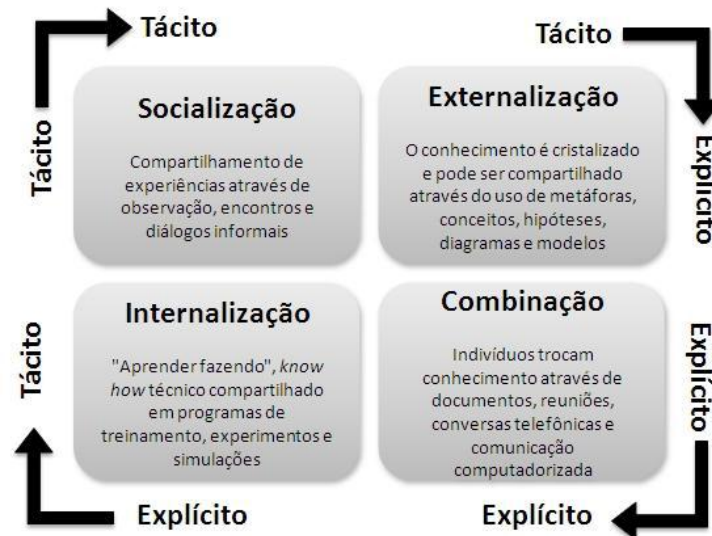 Tácito
Tácito
Tácito
Explícito
Socialização
Compartilhamento de
experiências através de
observação, encontros e
diálogos informais
Externalização
O conhecimento é cristalizado
e pode ser compartilhado
através do uso de metáforas,
conceitos, hipóteses,
diagramas e modelos
Tácito
Explícito
Internalização
"Aprender fazendo", know
how técnico compartilhado
em programas de
treinamento, experimentos e
simulações
Combinação
Indivíduos trocam
conhecimento através de
documentos, reuniões,
conversas telefônicas e
comunicação
computadorizada
Explícito
Explícito